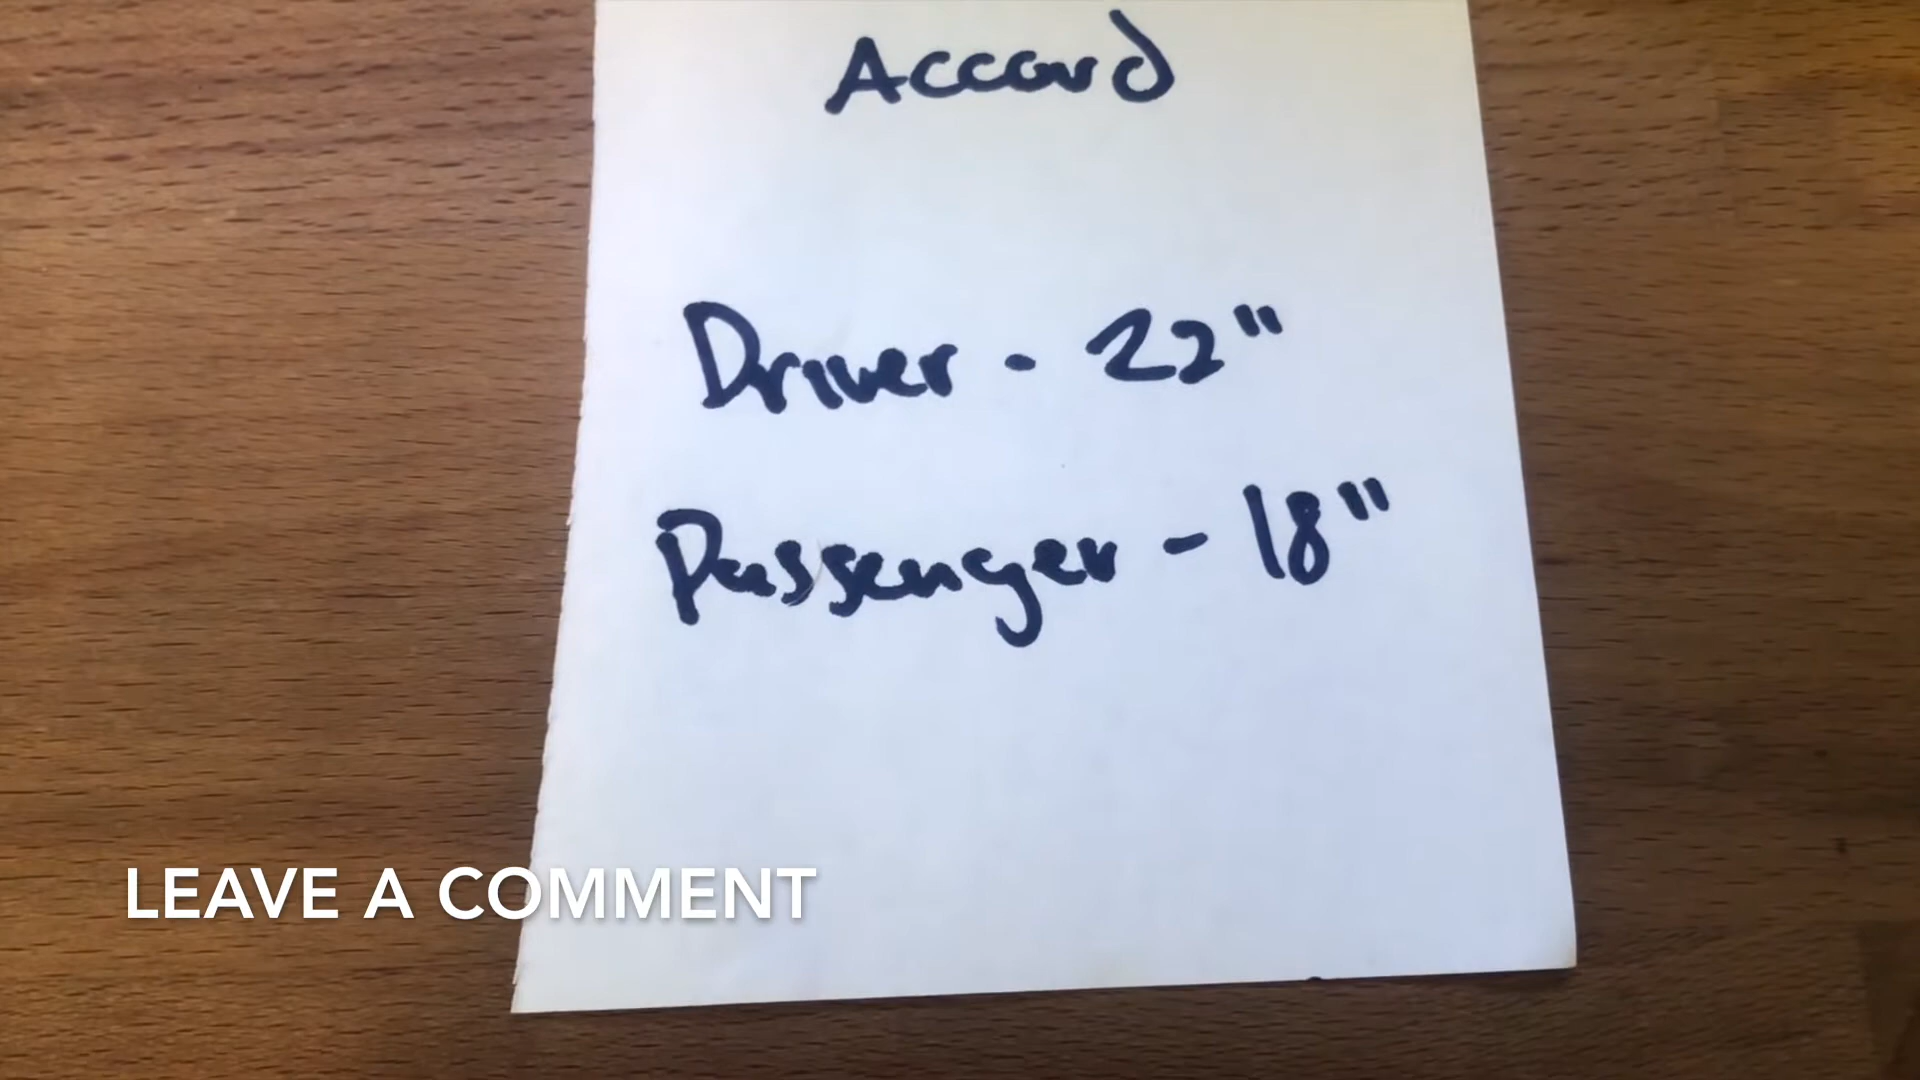 Accord
Driver - 22"
Passenger - 18"
LEAVE A COMMENT